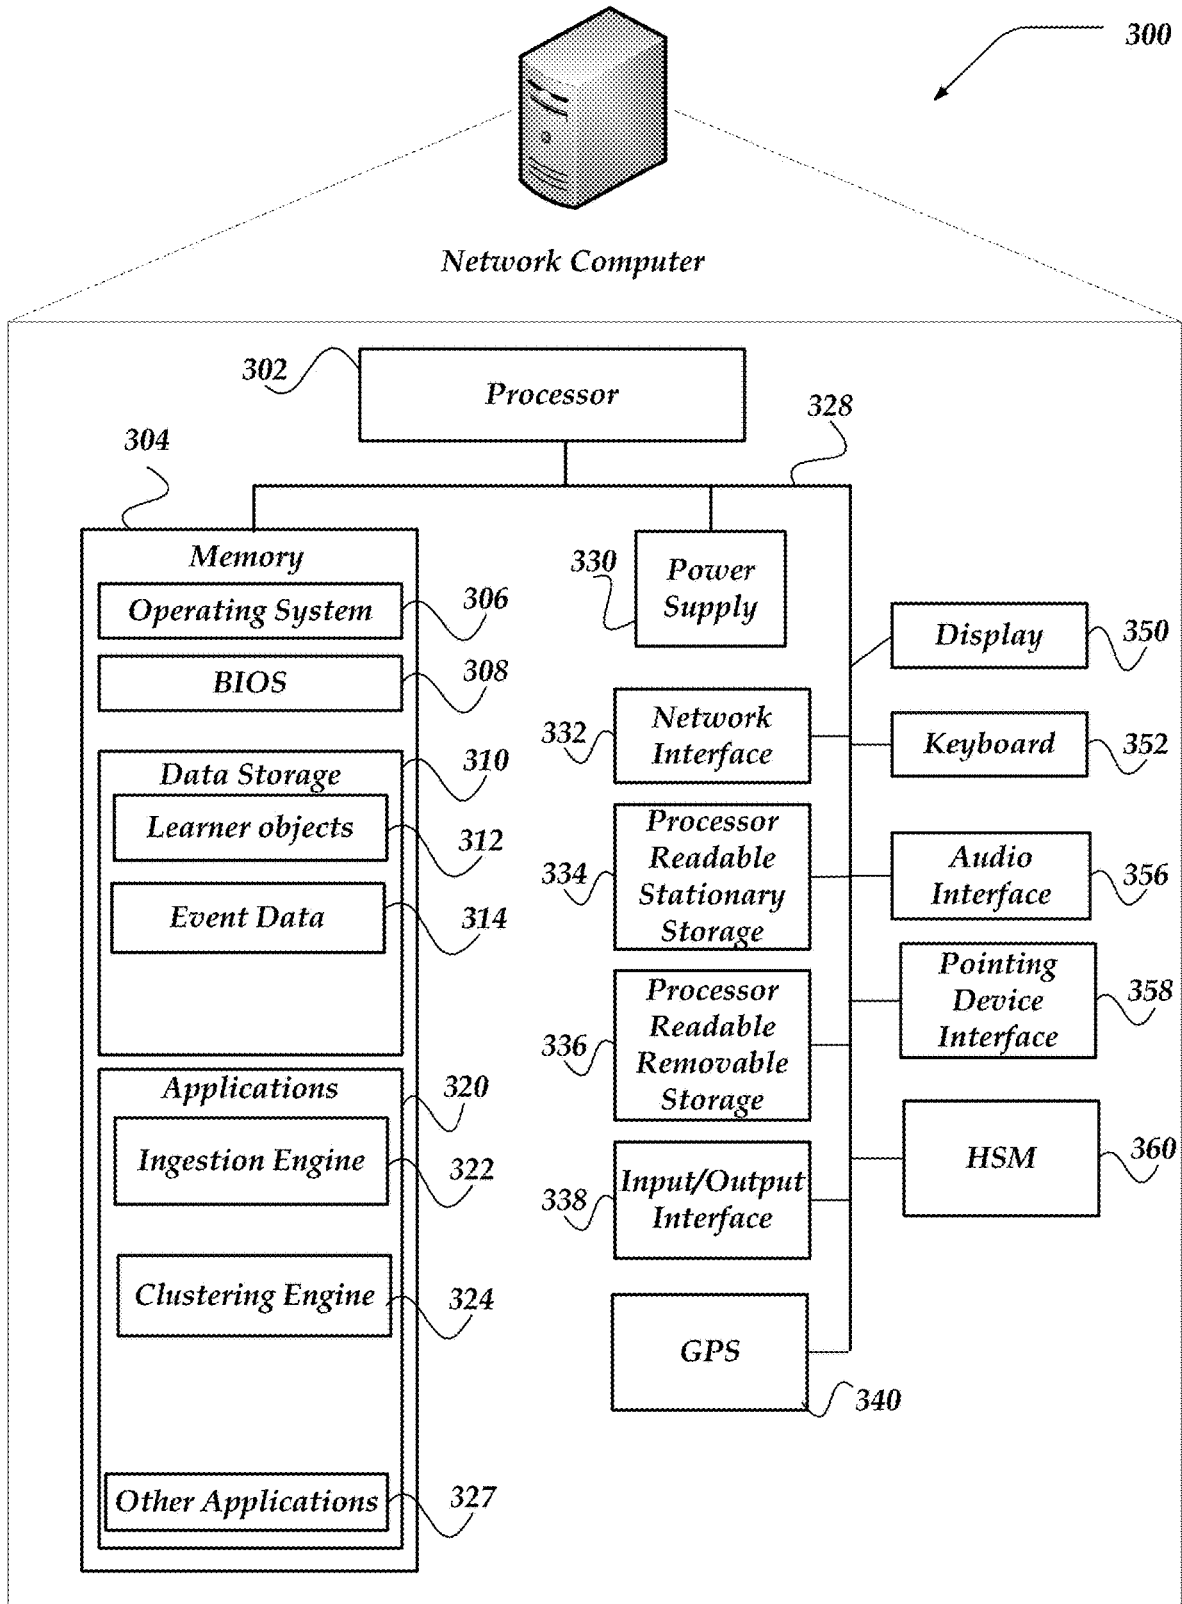 300
Network Computer
302
Processor
328
304
Memory
Operating System
306
BIOS
308
Data Storage
310
Learner objects
312
Event Data
314
Applications
320
Ingestion Engine
322
Clustering Engine
324
Other Applications
327
330
Power
Supply
332
Network
Interface
334
Processor
Readable
Stationary
Storage
336
Processor
Readable
Removable
Storage
338
Input/Output
Interface
GPS
340
Display
350
Keyboard
352
Audio
Interface
356
Pointing
Device
Interface
358
HSM
360